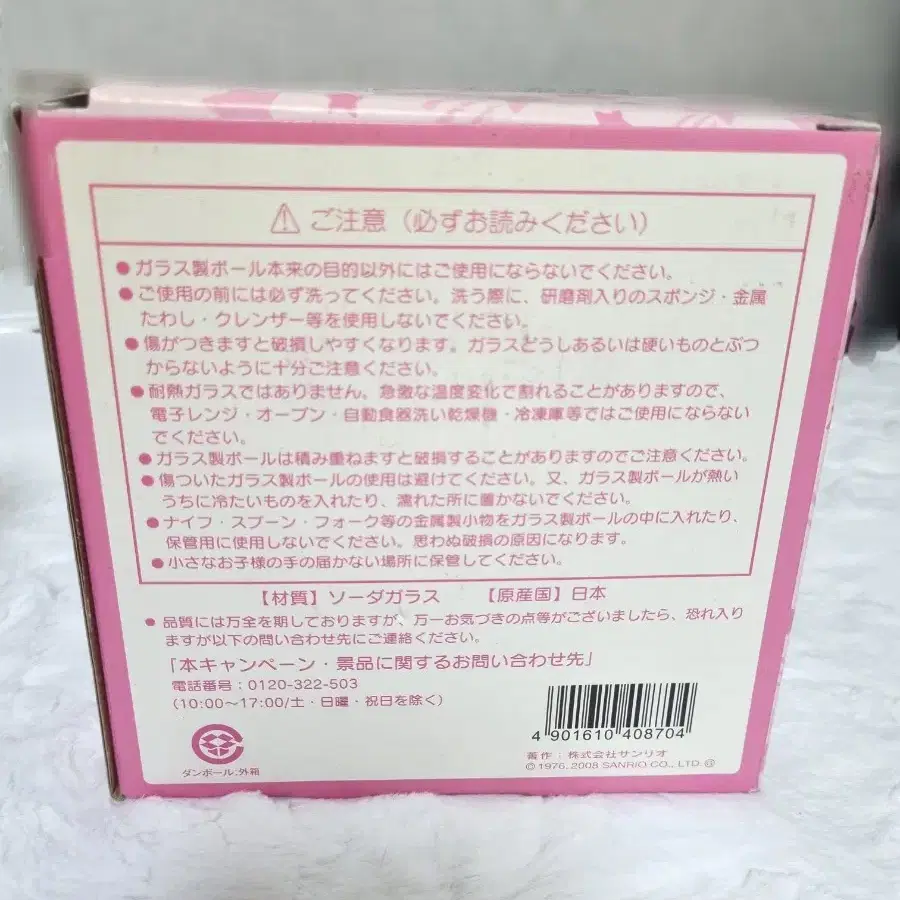 ⚠ ご注意（必ずお読みください）
●ガラス製ボール本来の目的以外にはご使用にならないでください。
●ご使用の前には必ず洗ってください。洗う際に、研磨剤入りのスポンジ・金属
たわし・クレンザー等を使用しないでください。
●傷がつきますと破損しやすくなります。ガラスどうしあるいは硬いものとぶつ
からないように十分ご注意ください。
●耐熱ガラスではありません。急激な温度変化で割れることがありますので、
電子レンジ・オーブン・自動食器洗い乾燥機・冷凍庫等ではご使用にならない
でください。
●ガラス製ボールは積み重ねますと破損することがありますのでご注意ください。
●傷ついたガラス製ボールの使用は避けてください。又、ガラス製ボールが熱い
うちに冷たいものを入れたり、濡れた所に置かないでください。
●ナイフ・スプーン・フォーク等の金属製小物をガラス製ボールの中に入れたり、
保管用に使用しないでください。思わぬ破損の原因になります。
●小さなお子様の手の届かない場所に保管してください。
【材質】ソーダガラス 【原産国】日本
●品質には万全を期しておりますが、万一お気づきの点等がございましたら、恐れ入り
ますが以下の問い合わせ先にご連絡ください。
「本キャンペーン・景品に関するお問い合わせ先」
電話番号：0120-322-503
（10:00〜17:00/土・日曜・祝日を除く）
4 901610 408704
著作：株式会社サンリオ
©1976, 2008 SANRIO CO., LTD. @
ダンボール:外箱